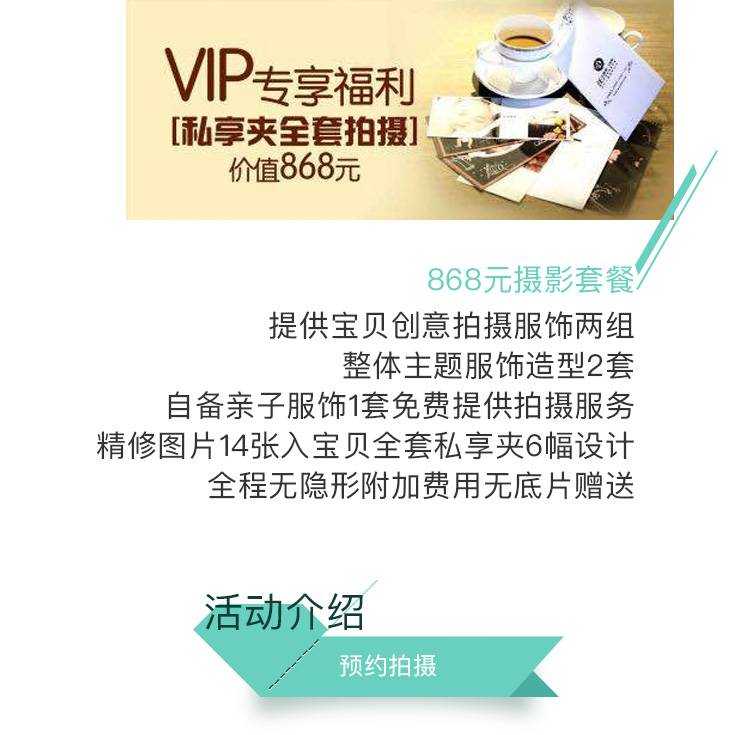 VIP专享福利
[私享夹全套拍摄]
价值868元
868元摄影套餐
提供宝贝创意拍摄服饰两组
整体主题服饰造型2套
自备亲子服饰1套免费提供拍摄服务
精修图片14张入宝贝全套私享夹6幅设计
全程无隐形附加费用无底片赠送
活动介绍
预约拍摄